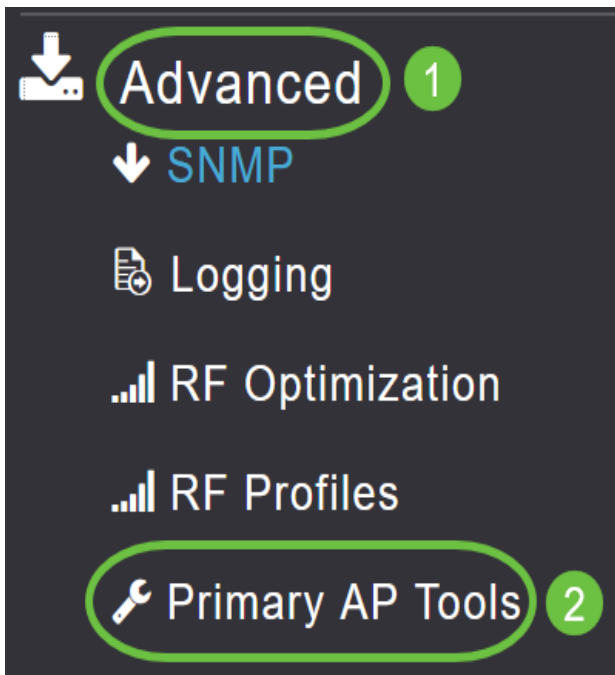 Advanced 1
SNMP
Logging
RF Optimization
RF Profiles
Primary AP Tools 2